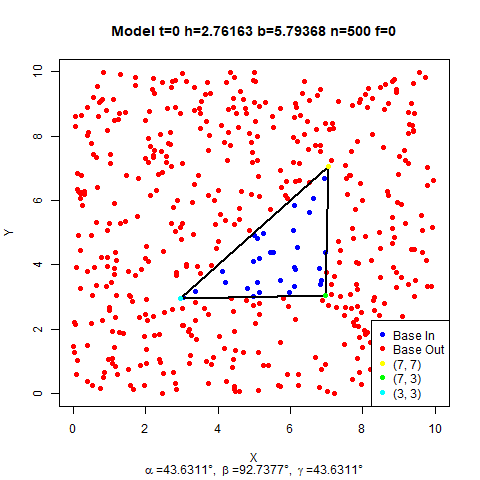 Model t=0 h=2.76163 b=5.79368 n=500 f=0
10
8
6
4
2
0
Y
Base In
Base Out
(7, 7)
(7, 3)
(3, 3)
0 2 4 6 8 10
X
α=43.6311°, β=92.7377°, γ=43.6311°